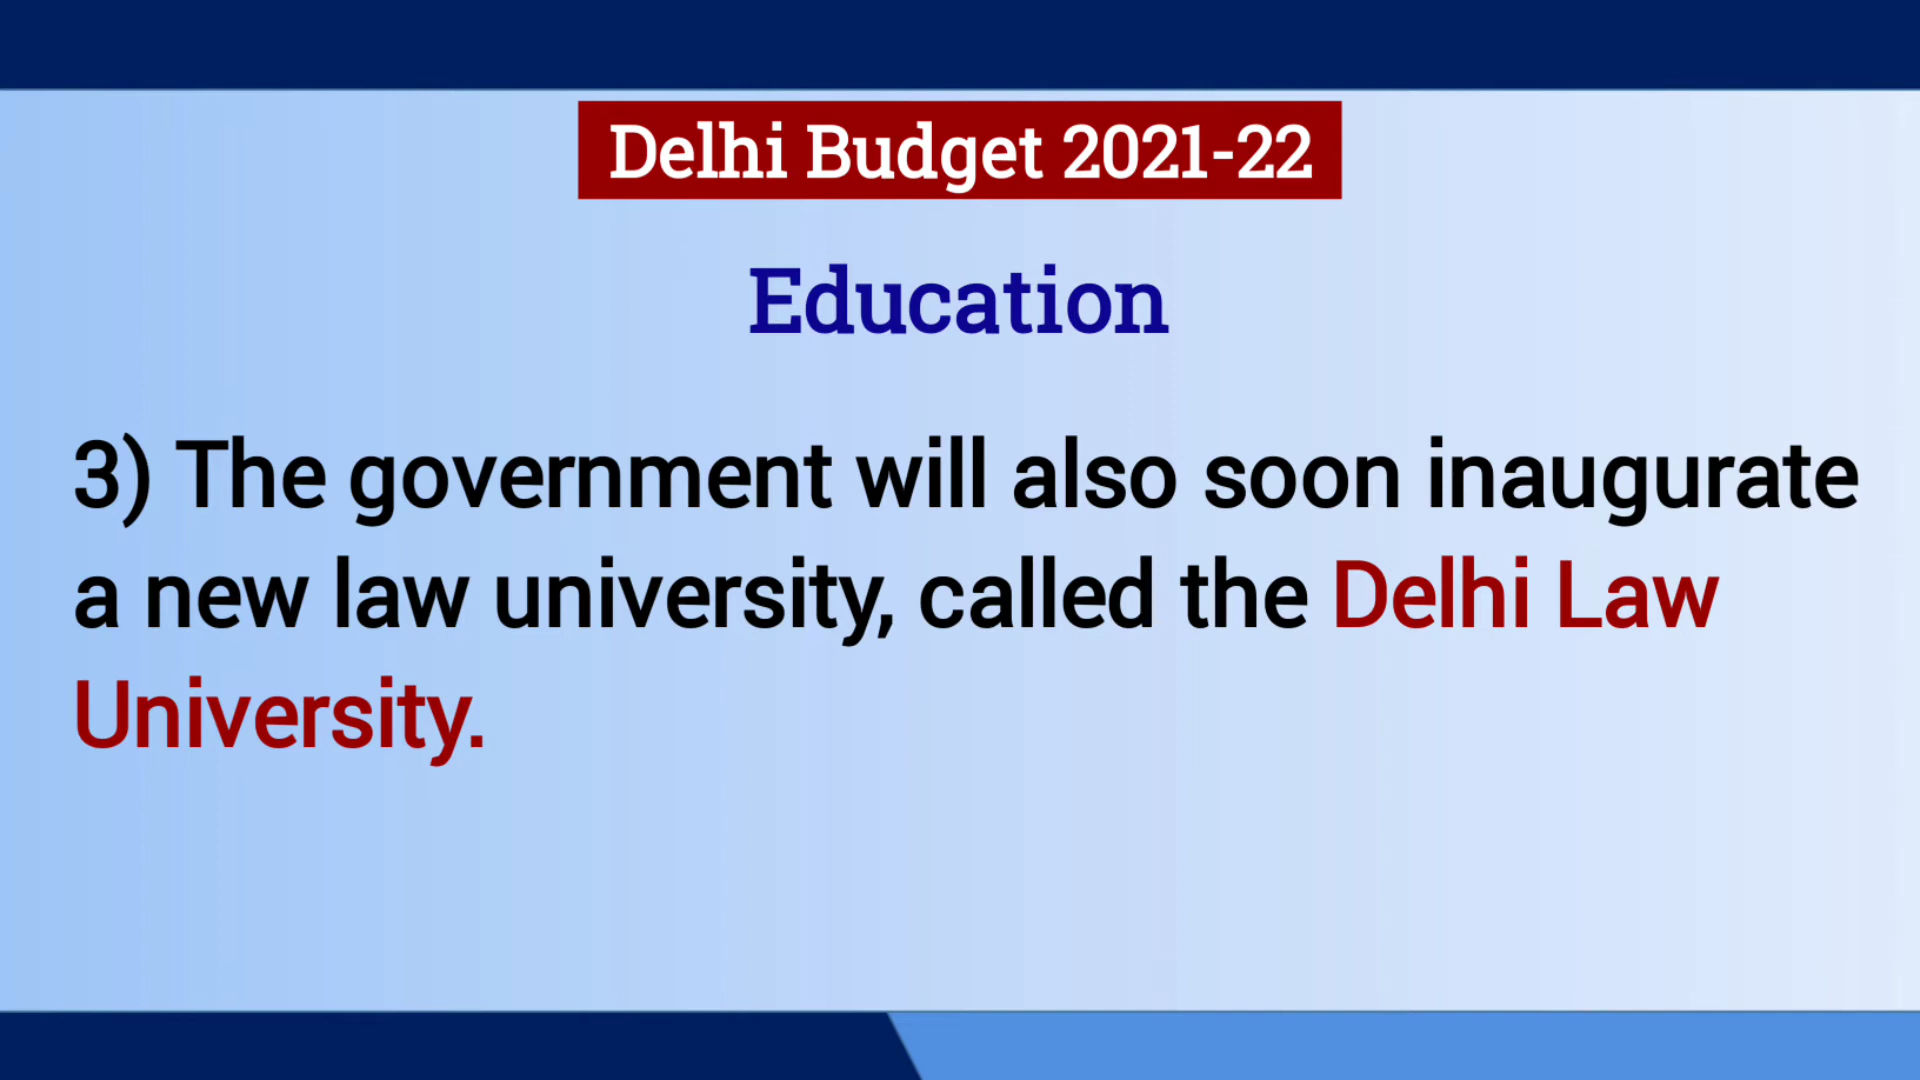 Delhi Budget 2021-22
Education
3) The government will also soon inaugurate
a new law university, called the Delhi Law
University.